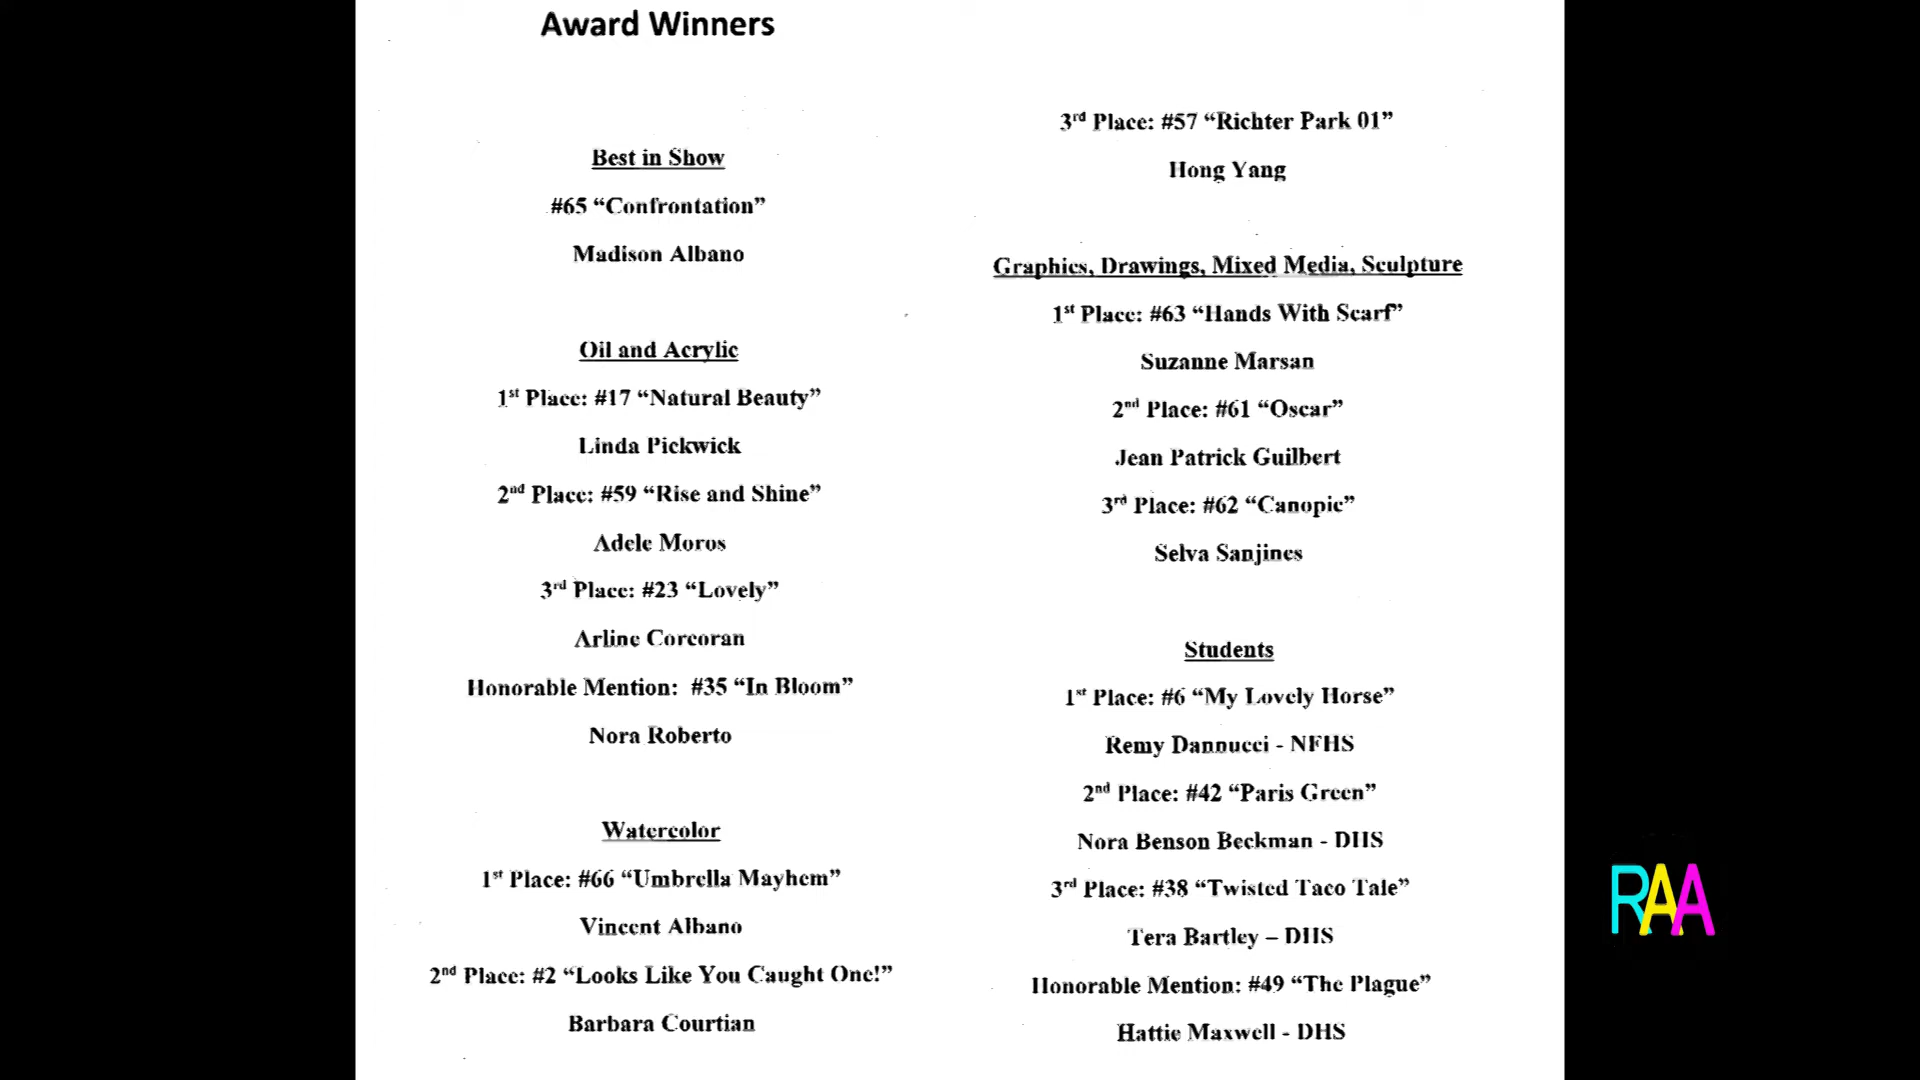 Award Winners
Best in Show
#65 “Confrontation”
Madison Albano
Oil and Acrylic
1st Place: #17 “Natural Beauty”
Linda Pickwick
2nd Place: #59 “Rise and Shine”
Adele Moros
3rd Place: #23 “Lovely”
Arline Corcoran
Honorable Mention: #35 “In Bloom”
Nora Roberto
Watercolor
1st Place: #66 “Umbrella Mayhem”
Vincent Albano
2nd Place: #2 “Looks Like You Caught One!”
Barbara Courtian
3rd Place: #57 “Richter Park 01”
Hong Yang
Graphics, Drawings, Mixed Media, Sculpture
1st Place: #63 “Hands With Scarf”
Suzanne Marsan
2nd Place: #61 “Oscar”
Jean Patrick Guilbert
3rd Place: #62 “Canopic”
Selva Sanjines
Students
1st Place: #6 “My Lovely Horse”
Remy Dannucci - NFHS
2nd Place: #42 “Paris Green”
Nora Benson Beckman - DHS
3rd Place: #38 “Twisted Taco Tale”
Tera Bartley – DHS
Honorable Mention: #49 “The Plague”
Hattie Maxwell - DHS
RAA